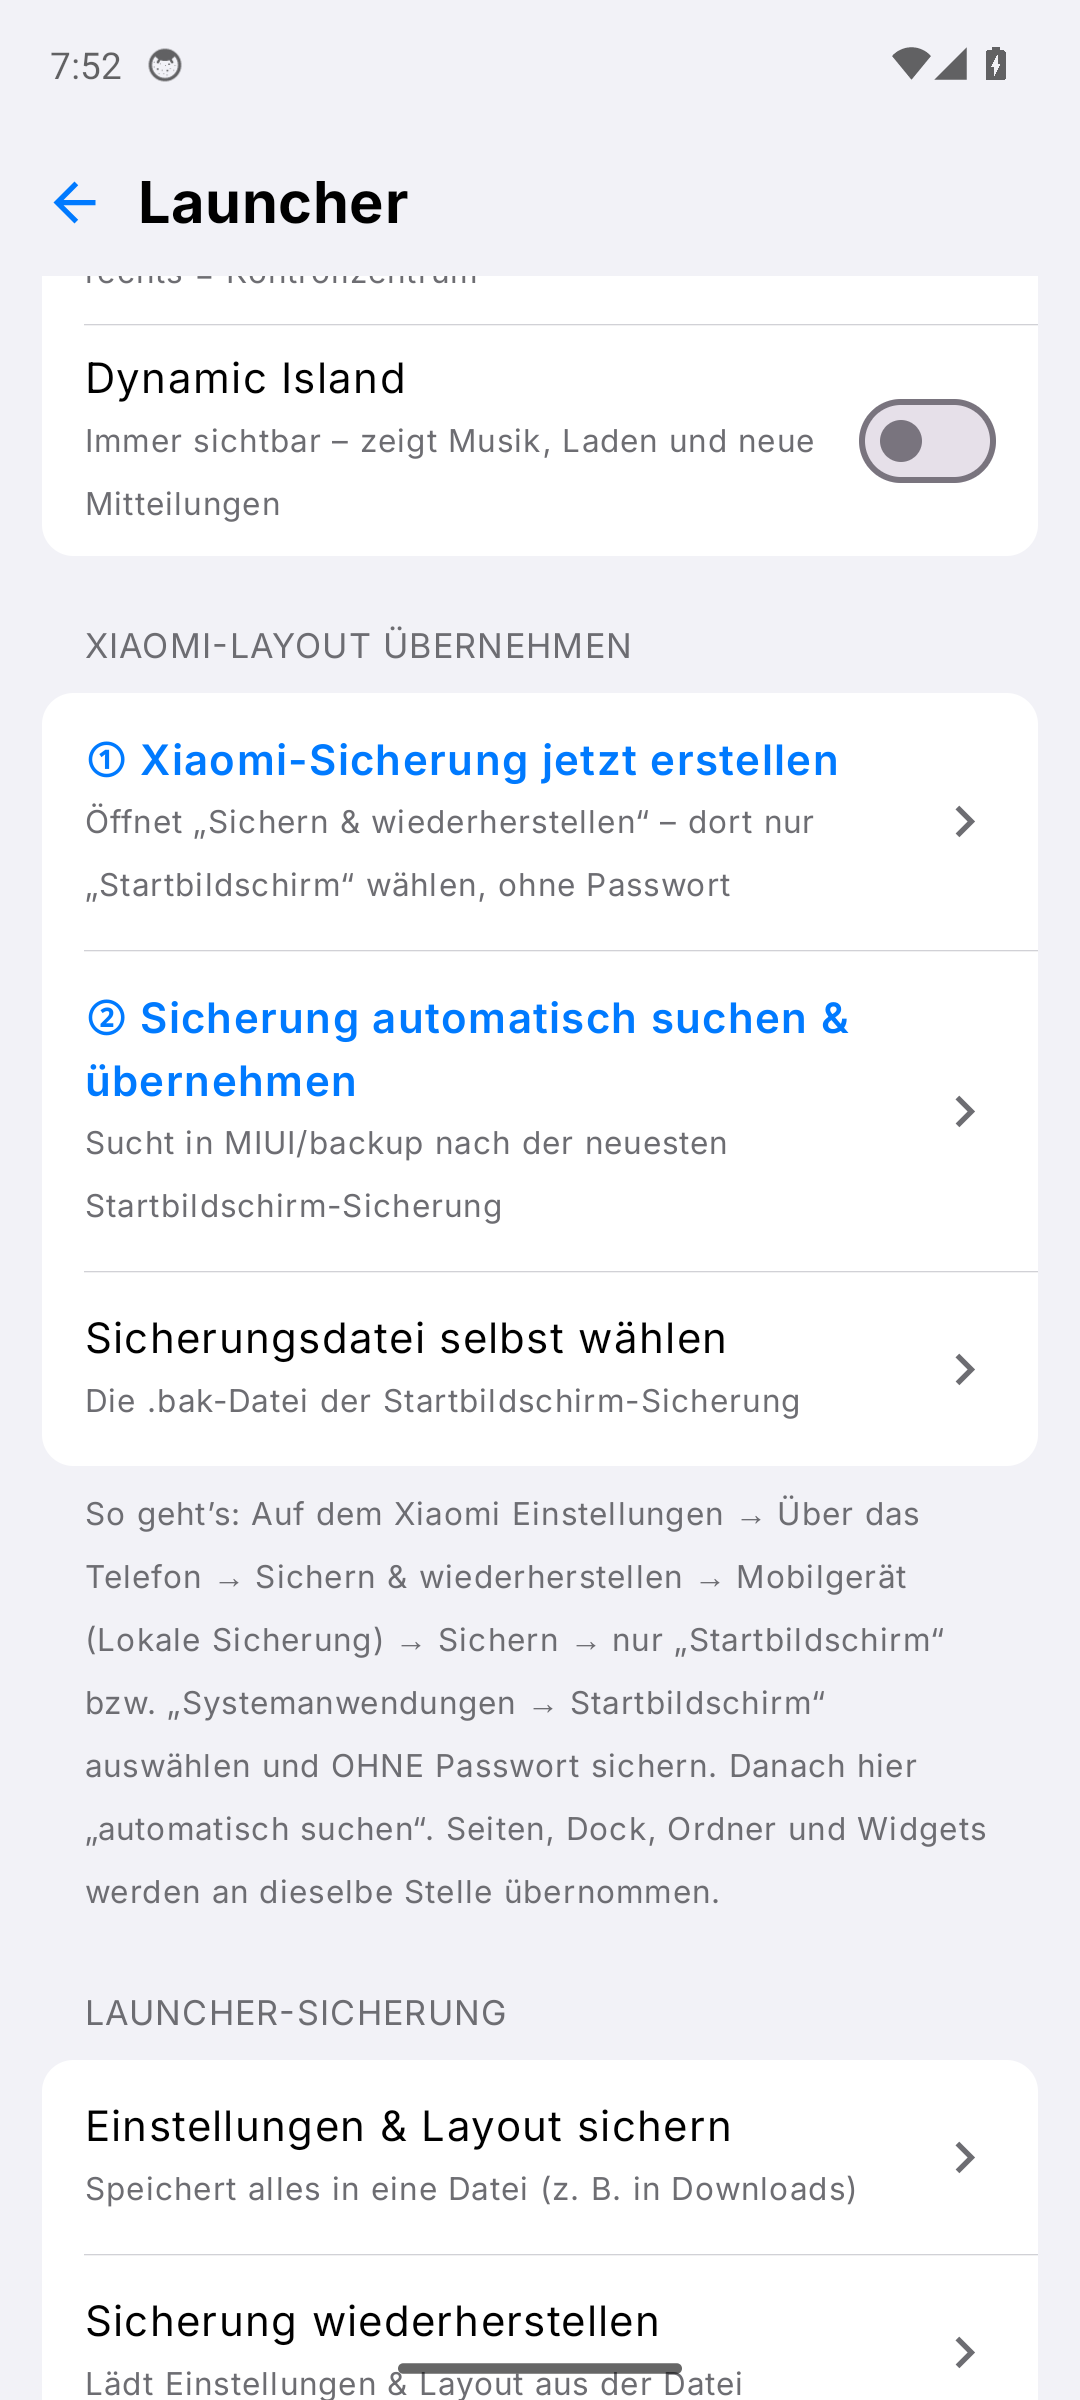 7:52
Launcher
rechts = Kontrollzentrum
Dynamic Island
Immer sichtbar – zeigt Musik, Laden und neue
Mitteilungen
XIAOMI-LAYOUT ÜBERNEHMEN
① Xiaomi-Sicherung jetzt erstellen
Öffnet „Sichern & wiederherstellen“ – dort nur
„Startbildschirm“ wählen, ohne Passwort
② Sicherung automatisch suchen &
übernehmen
Sucht in MIUI/backup nach der neuesten
Startbildschirm-Sicherung
Sicherungsdatei selbst wählen
Die .bak-Datei der Startbildschirm-Sicherung
So geht’s: Auf dem Xiaomi Einstellungen → Über das
Telefon → Sichern & wiederherstellen → Mobilgerät
(Lokale Sicherung) → Sichern → nur „Startbildschirm“
bzw. „Systemanwendungen → Startbildschirm“
auswählen und OHNE Passwort sichern. Danach hier
„automatisch suchen“. Seiten, Dock, Ordner und Widgets
werden an dieselbe Stelle übernommen.
LAUNCHER-SICHERUNG
Einstellungen & Layout sichern
Speichert alles in eine Datei (z. B. in Downloads)
Sicherung wiederherstellen
Lädt Einstellungen & Layout aus der Datei